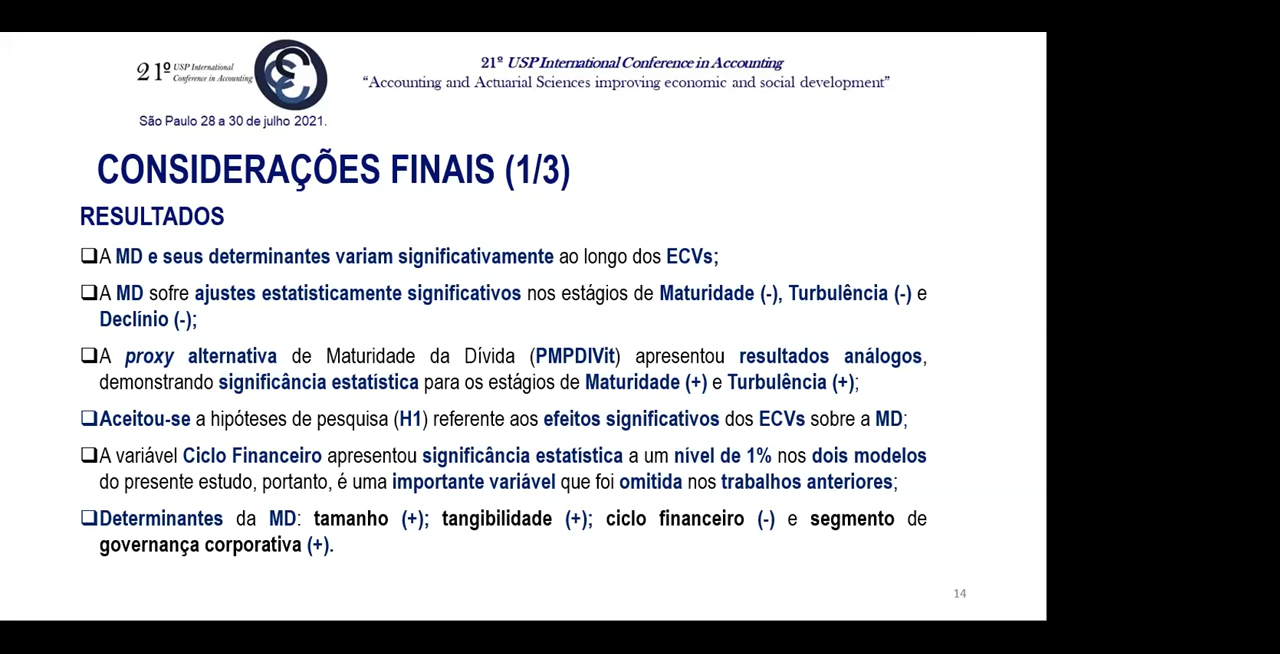 21º USP International
Conference in Accounting
São Paulo 28 a 30 de julho 2021.
21º USP International Conference in Accounting
“Accounting and Actuarial Sciences improving economic and social development”
CONSIDERAÇÕES FINAIS (1/3)
RESULTADOS
❑A MD e seus determinantes variam significativamente ao longo dos ECVs;
❑A MD sofre ajustes estatisticamente significativos nos estágios de Maturidade (-), Turbulência (-) e
Declínio (-);
❑A proxy alternativa de Maturidade da Dívida (PMPDIVit) apresentou resultados análogos,
demonstrando significância estatística para os estágios de Maturidade (+) e Turbulência (+);
❑Aceitou-se a hipóteses de pesquisa (H1) referente aos efeitos significativos dos ECVs sobre a MD;
❑A variável Ciclo Financeiro apresentou significância estatística a um nível de 1% nos dois modelos
do presente estudo, portanto, é uma importante variável que foi omitida nos trabalhos anteriores;
❑Determinantes da MD: tamanho (+); tangibilidade (+); ciclo financeiro (-) e segmento de
governança corporativa (+).
14